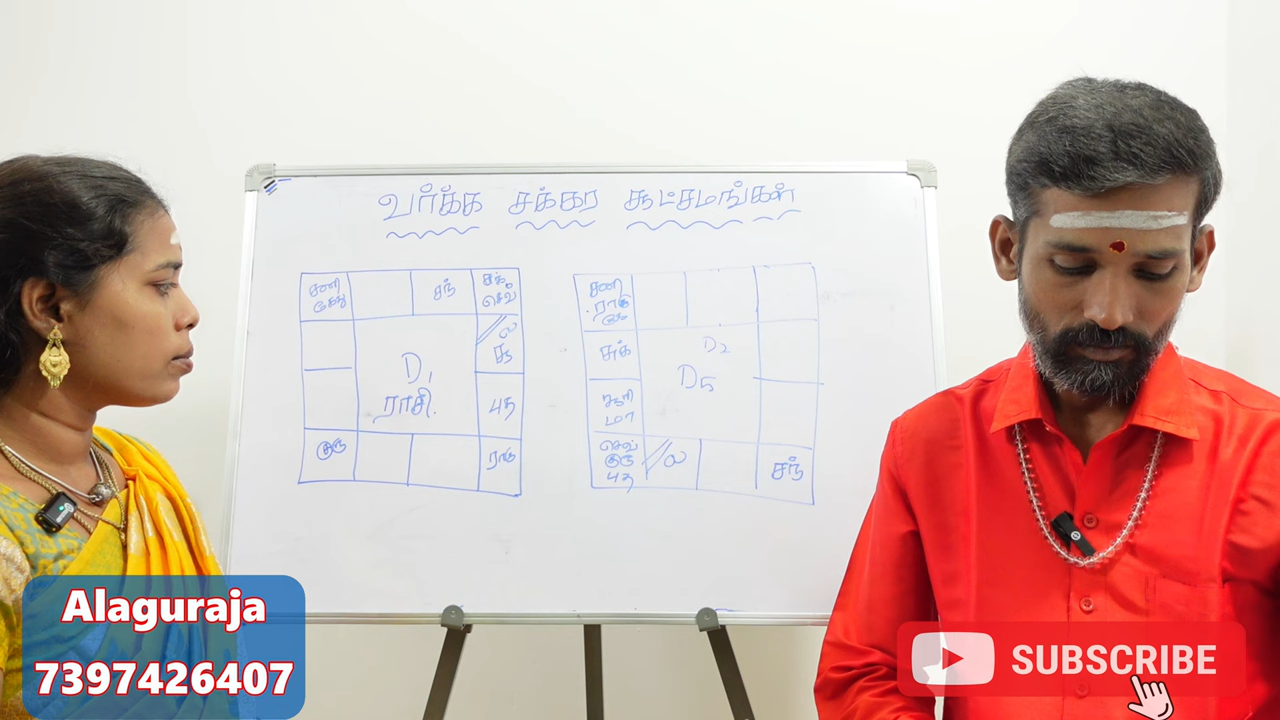 வர்க்க சக்கர சூட்சமங்கள்
சனி
கேது
சந்
சுக்
செவ்
ல
சூ
D1
ராசி.
புத
குரு
ராகு
சனி
ராகு
கே
சுக்
D2
D5
சூரி
மா
செவ்
குரு
புத
ல
சந்
Alaguraja
7397426407
SUBSCRIBE